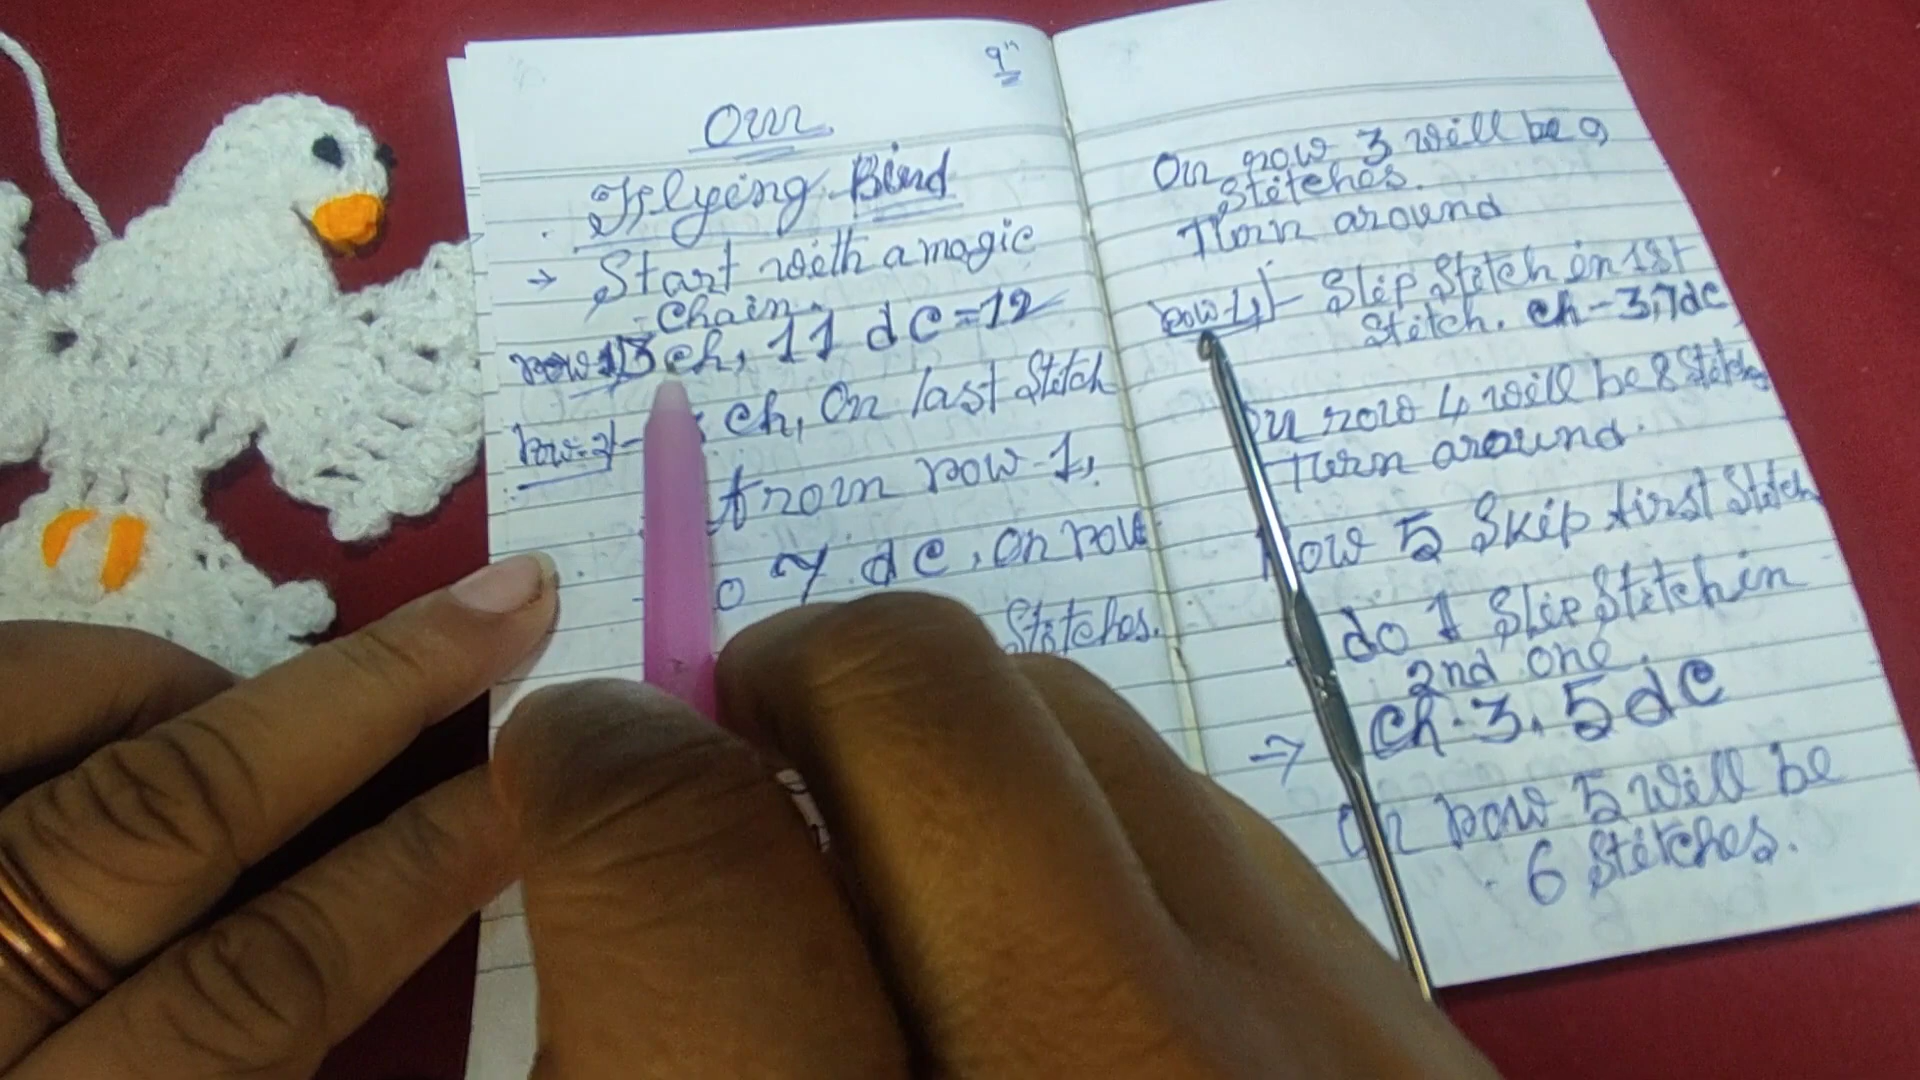 9"
Our
Flying Bird
→ Start with a magic
chain
row 1) 3 ch, 11 dc = 12
row-2) - ch, On last Stitch
from row-1,
7 dc, on row
Stitches.
On row 3 will be 9
Stitches.
Turn around
row-4) - Slip Stitch in 1st
Stitch. ch-3, 7 dc
On row 4 will be 8 Stitches
Turn around.
Row 5 Skip first Stitch
do 1 Slip Stitch in
2nd one.
→ Ch-3, 5 dc
On row 5 will be
6 Stitches.